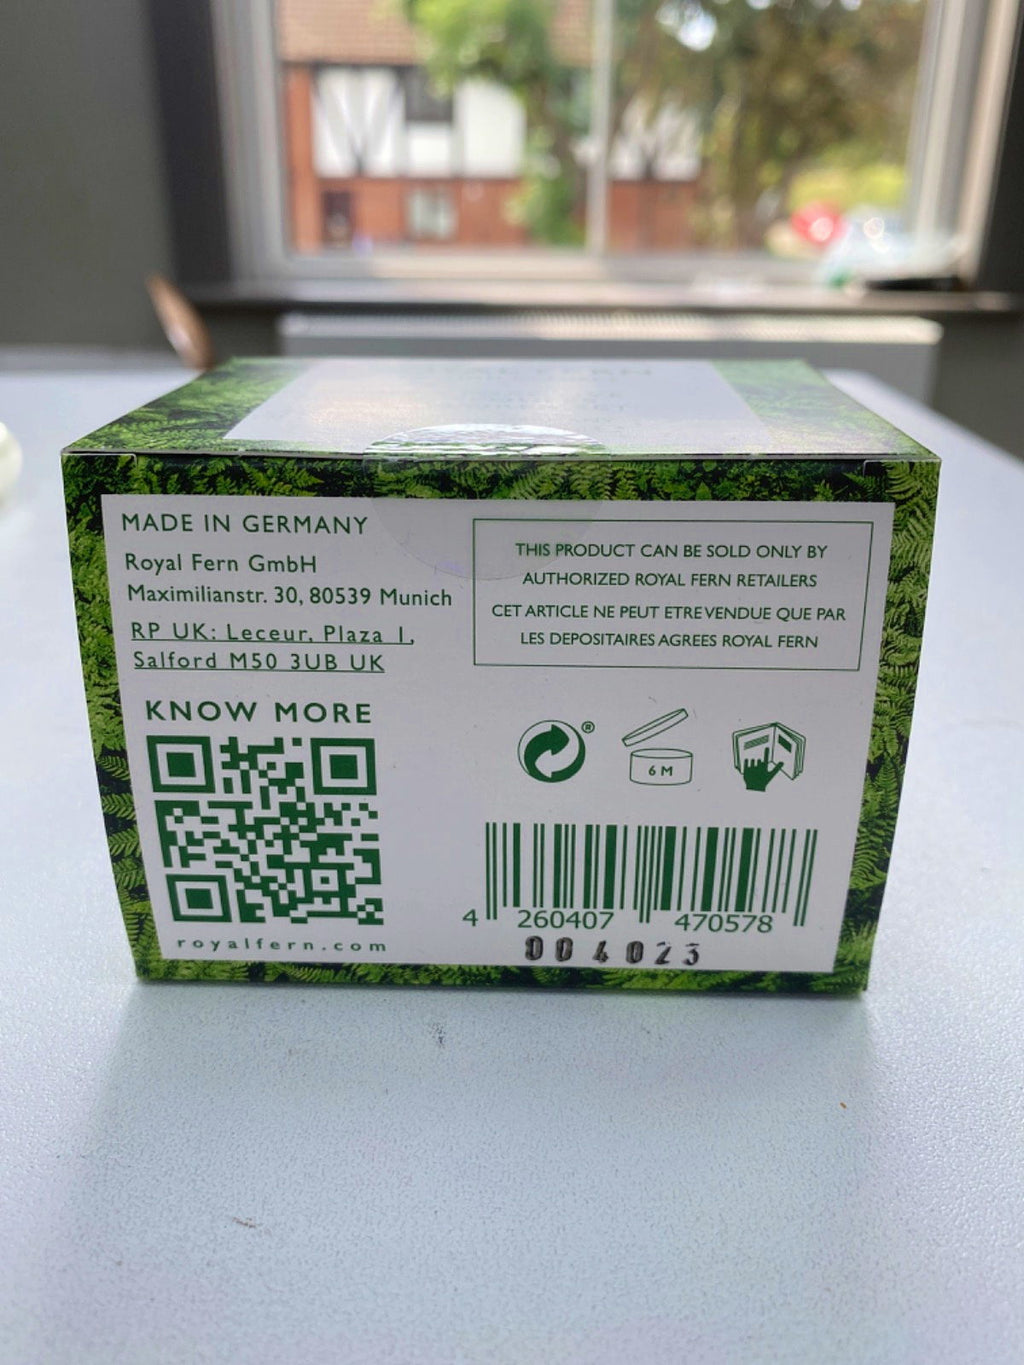 MADE IN GERMANY
Royal Fern GmbH
Maximilianstr. 30, 80539 Munich
RP UK: Leceur, Plaza 1,
Salford M50 3UB UK
KNOW MORE
royalfern.com
THIS PRODUCT CAN BE SOLD ONLY BY
AUTHORIZED ROYAL FERN RETAILERS
CET ARTICLE NE PEUT ETRE VENDUE QUE PAR
LES DEPOSITAIRES AGREES ROYAL FERN
®
6 M
4 260407 470578
004023